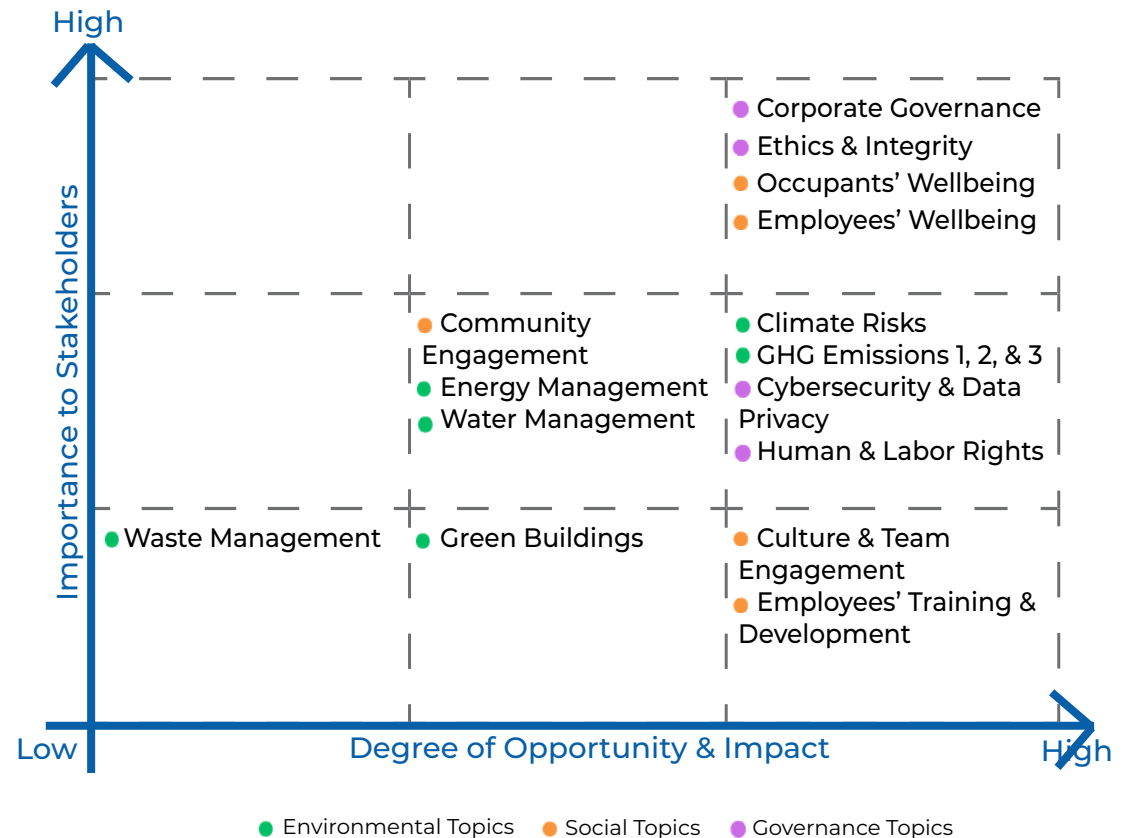 High
Importance to Stakeholders
Corporate Governance
Ethics & Integrity
Occupants’ Wellbeing
Employees’ Wellbeing
Community
Engagement
Energy Management
Water Management
Climate Risks
GHG Emissions 1, 2, & 3
Cybersecurity & Data
Privacy
Human & Labor Rights
Waste Management
Green Buildings
Culture & Team
Engagement
Employees’ Training &
Development
Low
Degree of Opportunity & Impact
High
Environmental Topics
Social Topics
Governance Topics